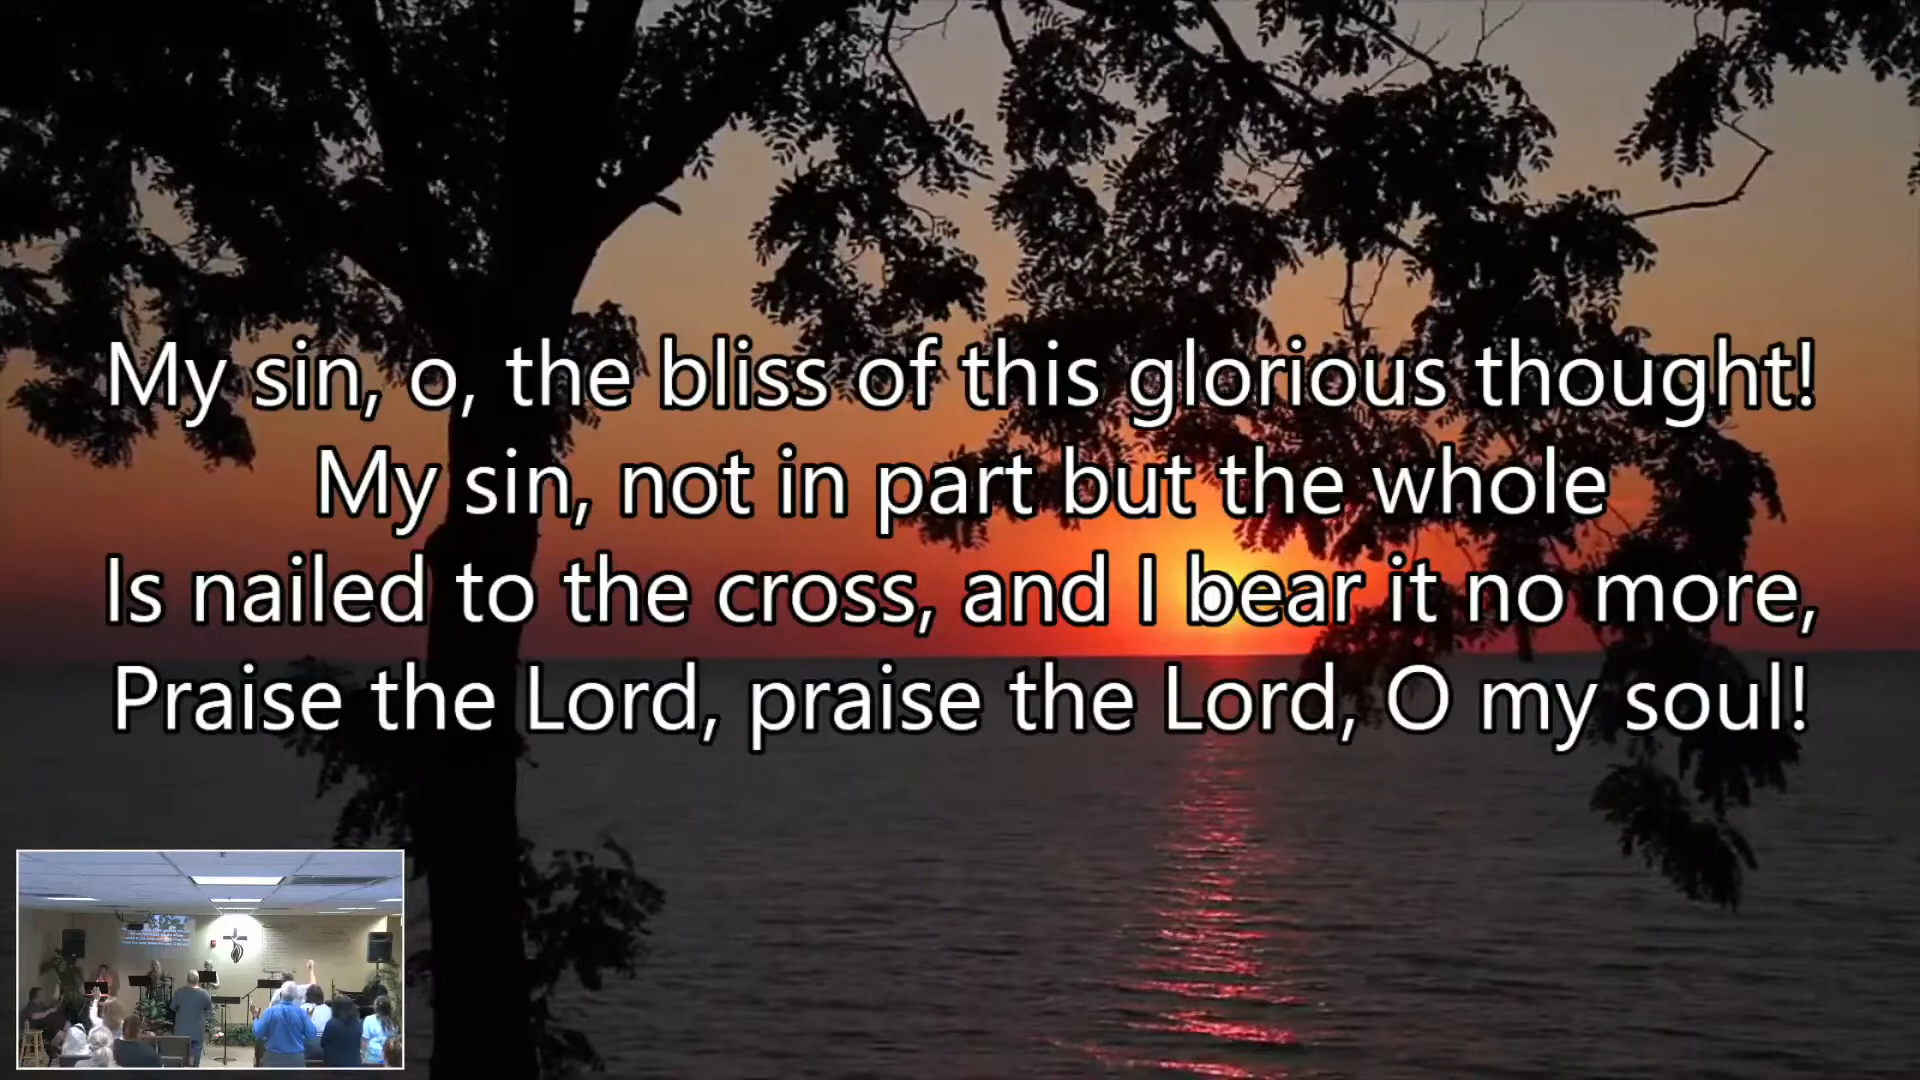 My sin, o, the bliss of this glorious thought!
My sin, not in part but the whole
Is nailed to the cross, and I bear it no more,
Praise the Lord, praise the Lord, O my soul!